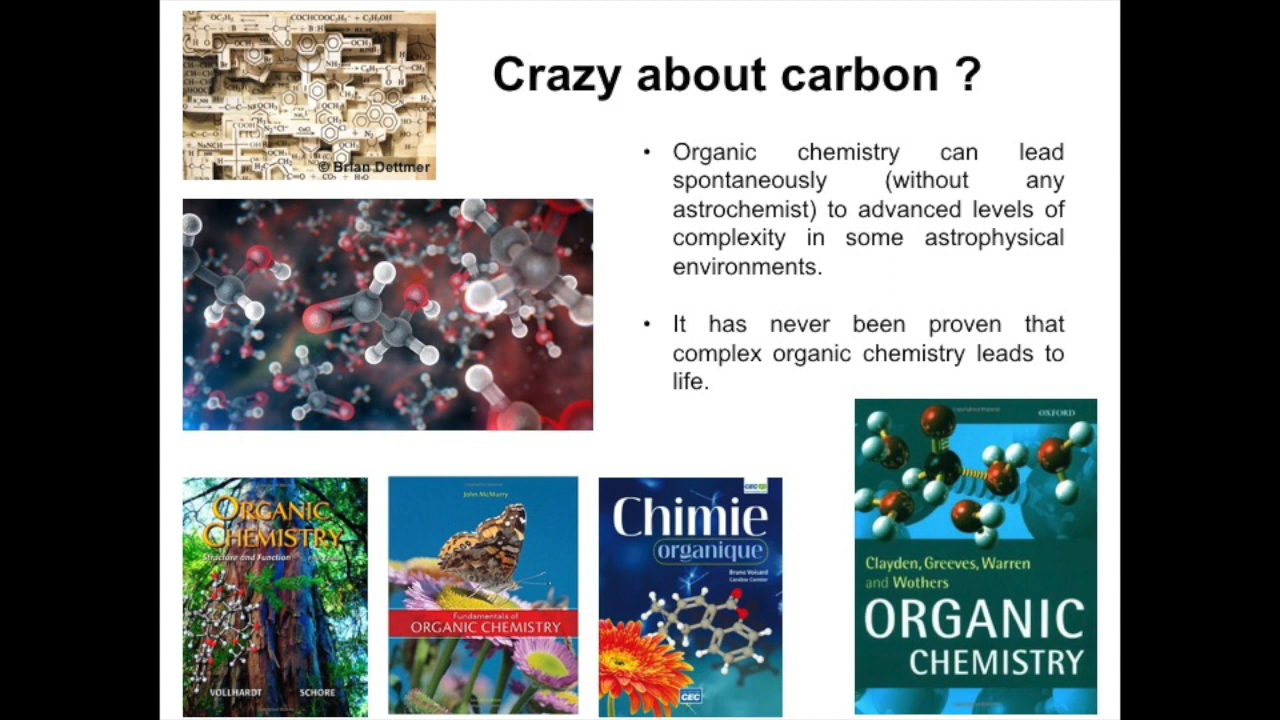 © Brian Dettmer
Crazy about carbon ?
• Organic chemistry can lead
spontaneously (without any
astrochemist) to advanced levels of
complexity in some astrophysical
environments.
• It has never been proven that
complex organic chemistry leads to
life.
ORGANIC
CHEMISTRY
Structure and Function
VOLLHARDT SCHORE
John McMurry
Fundamentals of
ORGANIC CHEMISTRY
CEC
Chimie
organique
Bruno Voisard
CEC
OXFORD
Clayden, Greeves, Warren
and Wothers
ORGANIC
CHEMISTRY